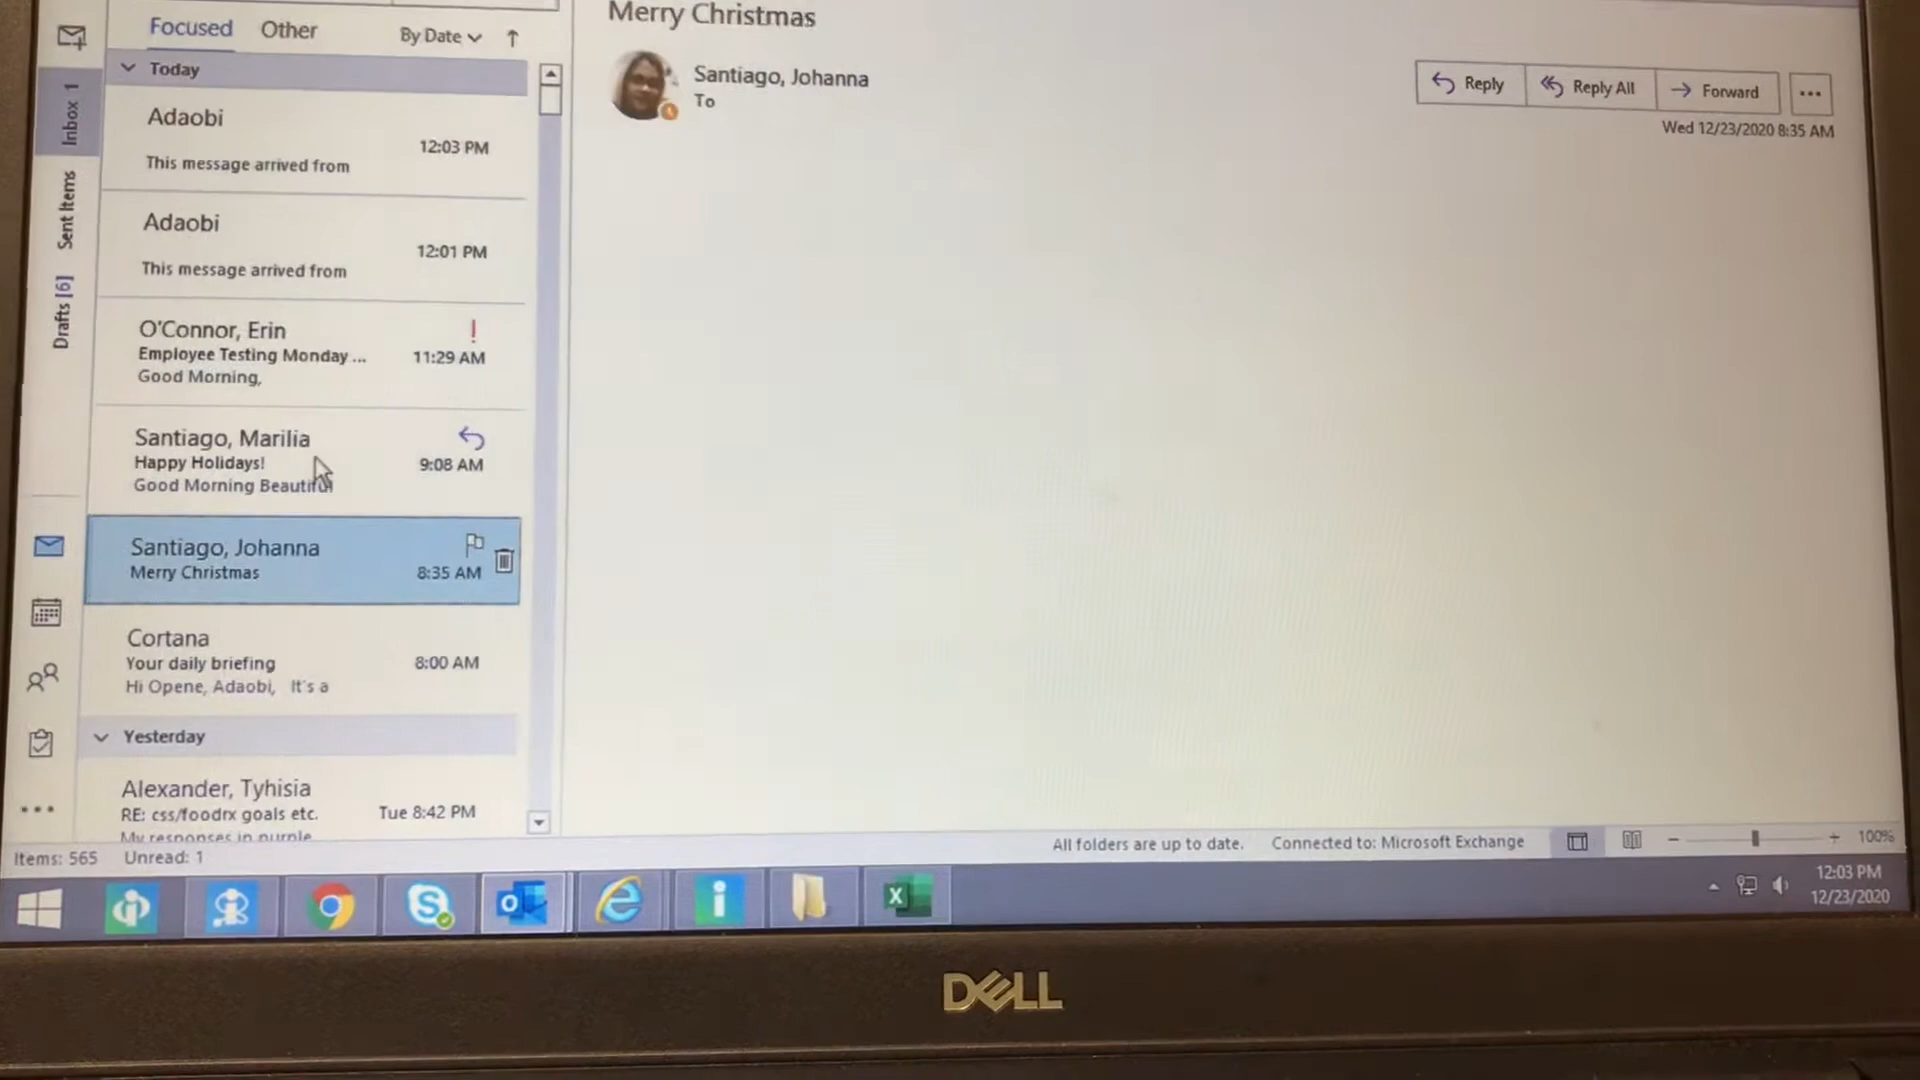 Merry Christmas
Focused Other By Date
Today
Santiago, Johanna
To
Reply Reply All Forward
Wed 12/23/2020 8:35 AM
Inbox 1
Sent Items
Drafts [6]
Adaobi
12:03 PM
This message arrived from
Adaobi
12:01 PM
This message arrived from
O'Connor, Erin
Employee Testing Monday ... 11:29 AM
Good Morning,
Santiago, Marilia
Happy Holidays! 9:08 AM
Good Morning Beautiful
Santiago, Johanna
Merry Christmas 8:35 AM
Cortana
Your daily briefing 8:00 AM
Hi Opene, Adaobi, It's a
Yesterday
Alexander, Tyhisia
RE: css/foodrx goals etc. Tue 8:42 PM
My responses in purple
Items: 565 Unread: 1
All folders are up to date. Connected to: Microsoft Exchange 100%
12:03 PM
12/23/2020
DELL